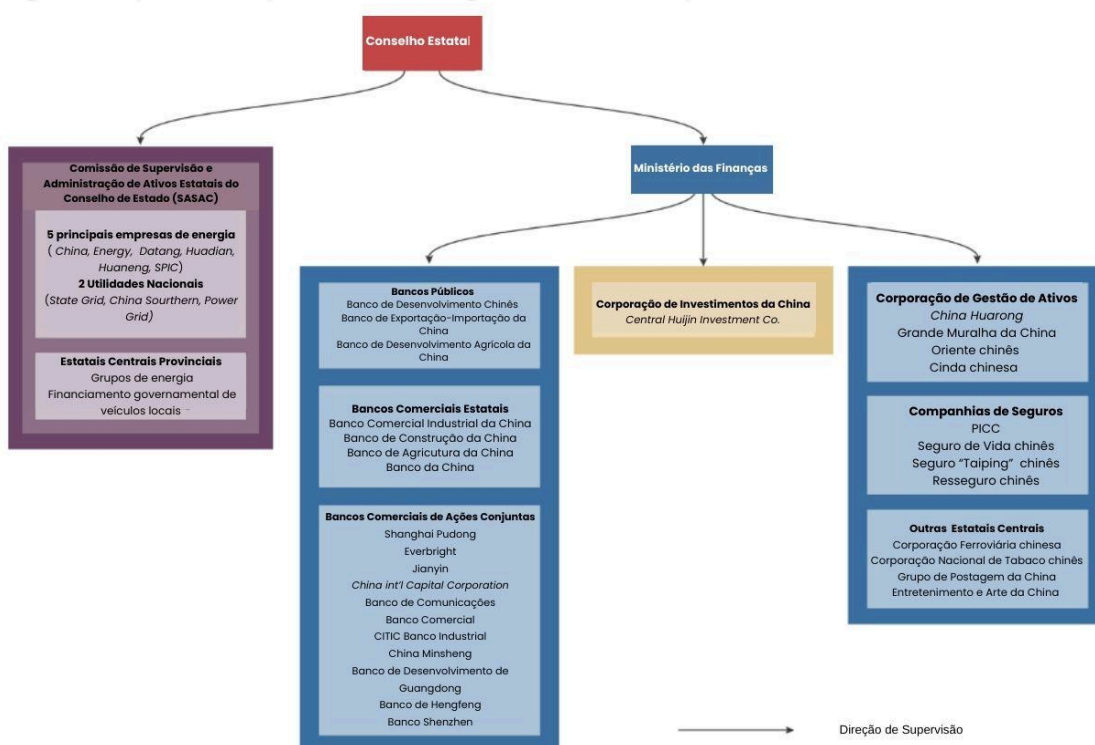 Conselho Estatal
Comissão de Supervisão e
Administração de Ativos Estatais do
Conselho de Estado (SASAC)
5 principais empresas de energia
( China, Energy, Datang, Huadian,
Huaneng, SPIC)
2 Utilidades Nacionais
(State Grid, China Sourthern, Power
Grid)
Estatais Centrais Provinciais
Grupos de energia
Financiamento governamental de
veículos locais
Ministério das Finanças
Bancos Públicos
Banco de Desenvolvimento Chinês
Banco de Exportação-Importação da
China
Banco de Desenvolvimento Agricola da
China
Bancos Comerciais Estatais
Banco Comercial Industrial da China
Banco de Construção da China
Banco de Agricutura da China
Banco da China
Bancos Comerciais de Ações Conjuntas
Shanghai Pudong
Everbright
Jianyin
China int'l Capital Corporation
Banco de Comunicações
Banco Comercial
CITIC Banco Industrial
China Minsheng
Banco de Desenvolvimento de
Guangdong
Banco de Hengfeng
Banco Shenzhen
Corporação de Investimentos da China
Central Huijin Investment Co.
Corporação de Gestão de Ativos
China Huarong
Grande Muralha da China
Oriente chinês
Cinda chinesa
Companhias de Seguros
PICC
Seguro de Vida chinês
Seguro “Taiping” chinês
Resseguro chinês
Outras Estatais Centrais
Corporação Ferroviária chinesa
Corporação Nacional de Tabaco chinês
Grupo de Postagem da China
Entretenimento e Arte da China
Direção de Supervisão